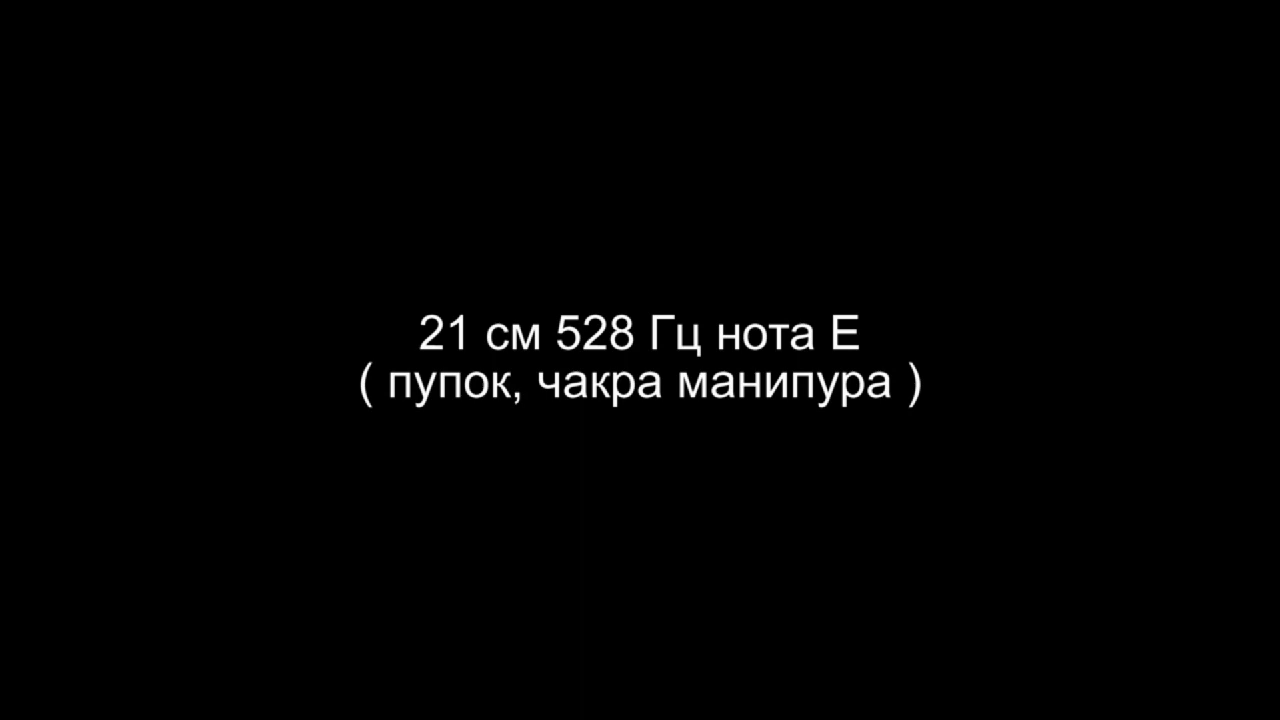 21 см 528 Гц нота E
( пупок, чакра манипура )